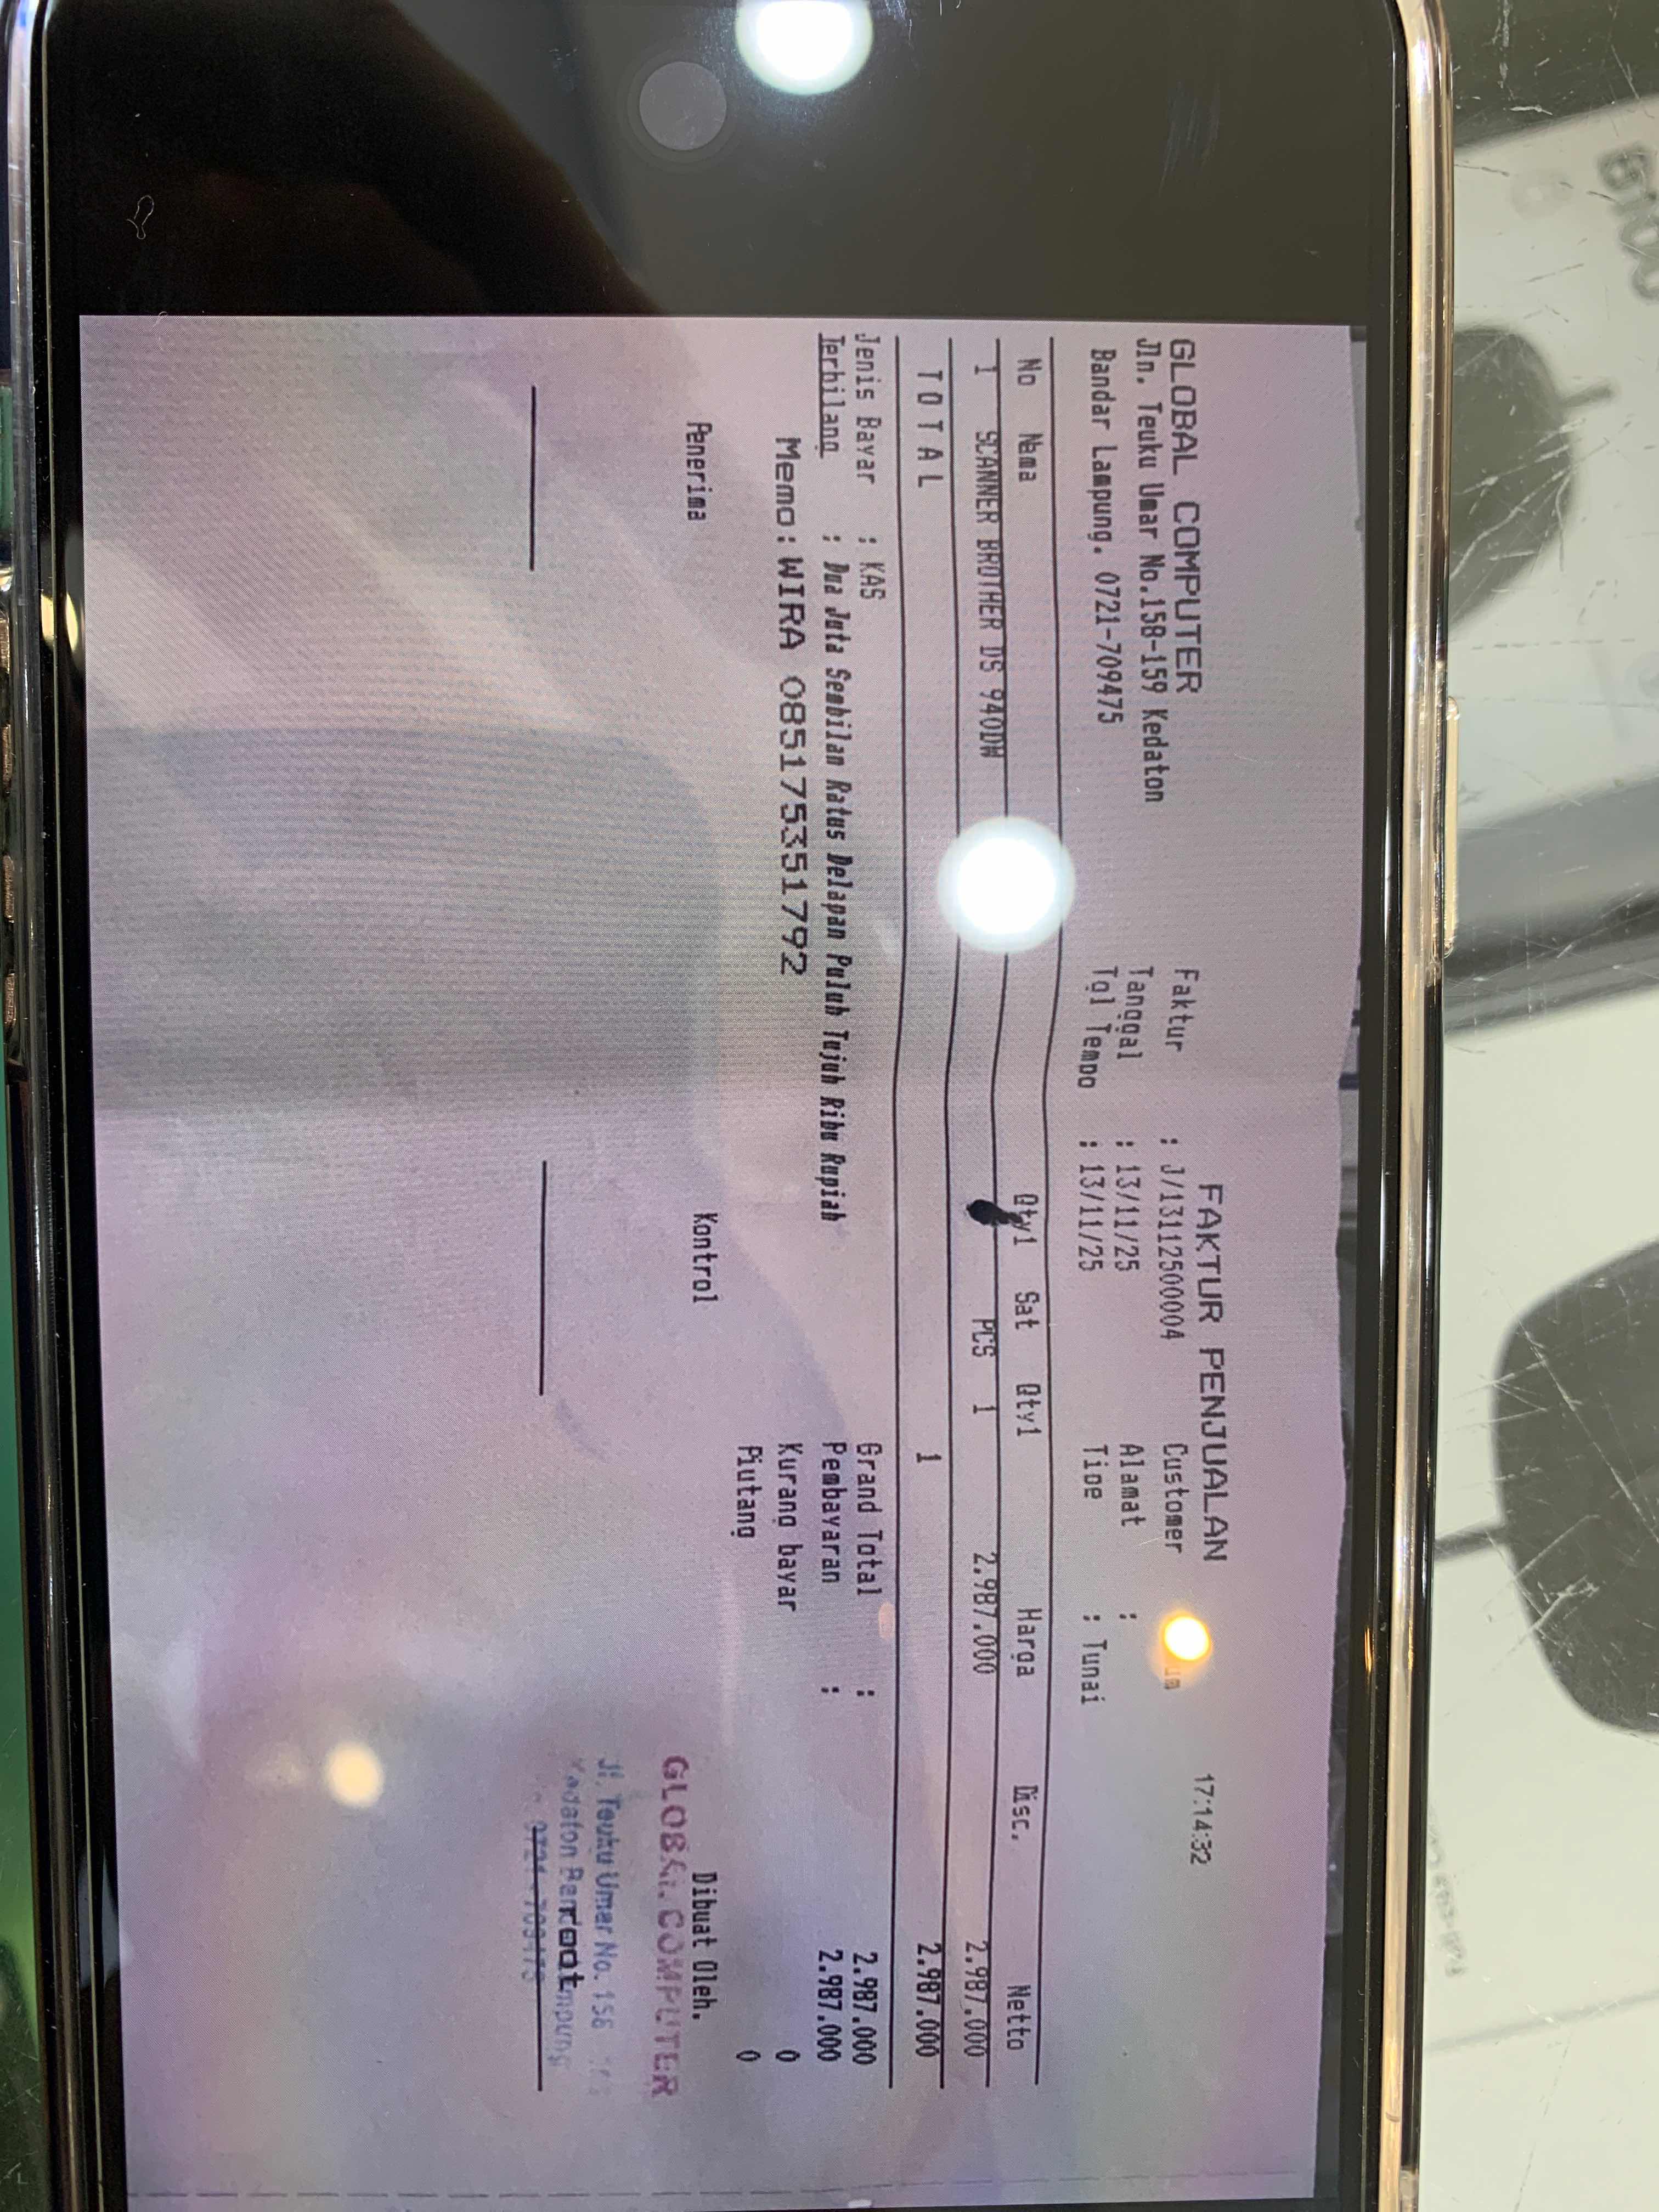 GLOBAL COMPUTER
Jln. Teuku Umar No.158-159 Kedaton
Bandar Lampung. 0721-709475
FAKTUR PENJUALAN 17:14:32
Faktur : J/13112500004 Customer
Tanggal : 13/11/25 Alamat :
Tgl Tempo : 13/11/25 Tipe : Tunai
No Nama Qty1 Sat Qty1 Harga Disc. Netto
1 SCANNER BROTHER DS 940DW PCS 1 2.987.000 2.987.000
TOTAL 1 2.987.000
Jenis Bayar : KAS Grand Total : 2.987.000
Terbilang : Dua Juta Sembilan Ratus Delapan Puluh Tujuh Ribu Rupiah Pembayaran : 2.987.000
Memo : WIRA 085175351792 Kurang bayar 0
Piutang 0
Penerima Kontrol Dibuat Oleh.
GLOBAL COMPUTER
Jl. Teuku Umar No. 158
0721-709475